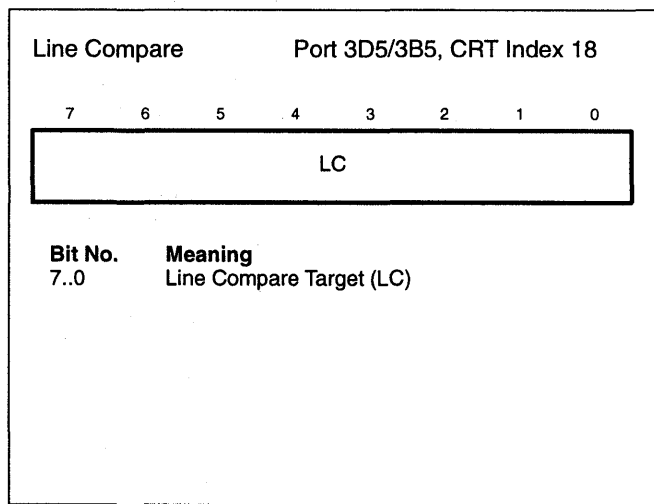 Line Compare Port 3D5/3B5, CRT Index 18
7 6 5 4 3 2 1 0
LC
Bit No. Meaning
7..0 Line Compare Target (LC)